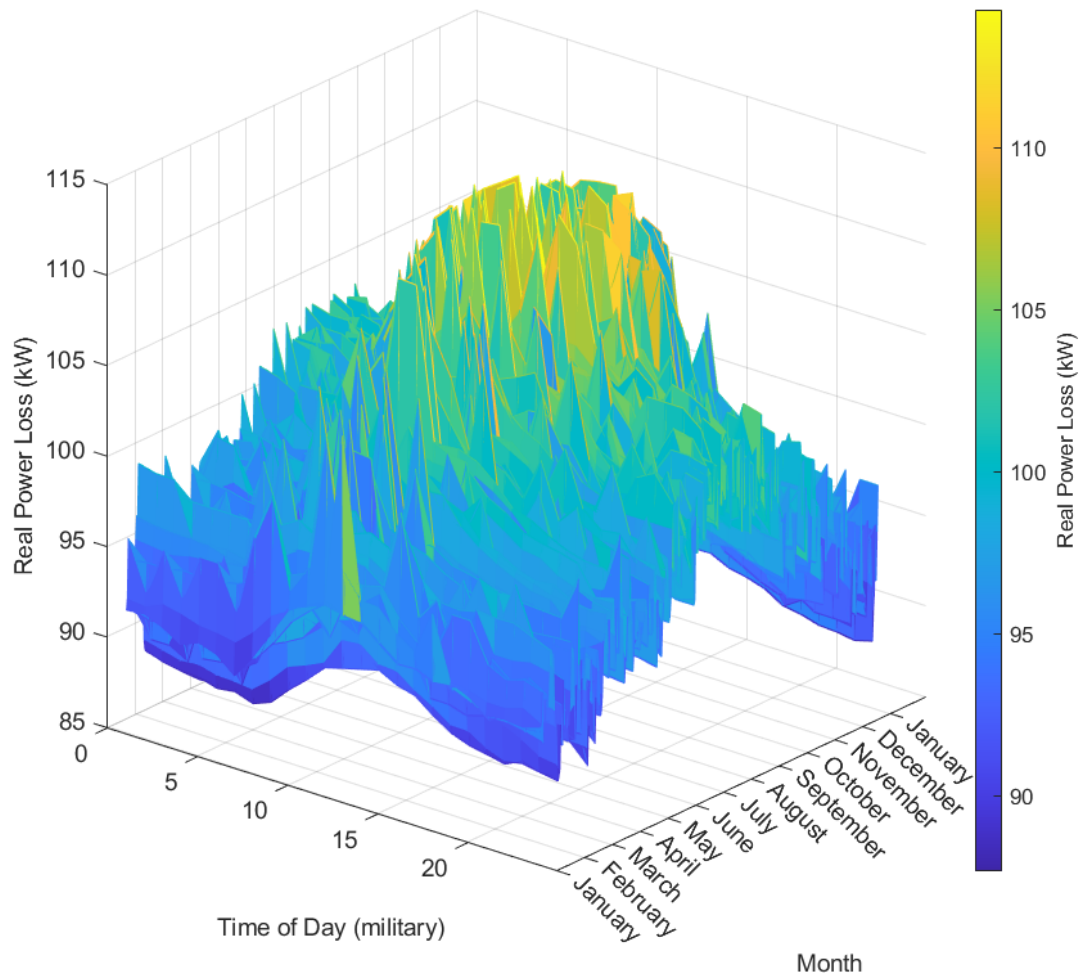 115
110
105
100
95
90
85
Real Power Loss (kW)
0
5
10
15
20
Time of Day (military)
January
February
March
April
May
June
July
August
September
October
November
December
January
Month
110
105
100
95
90
Real Power Loss (kW)